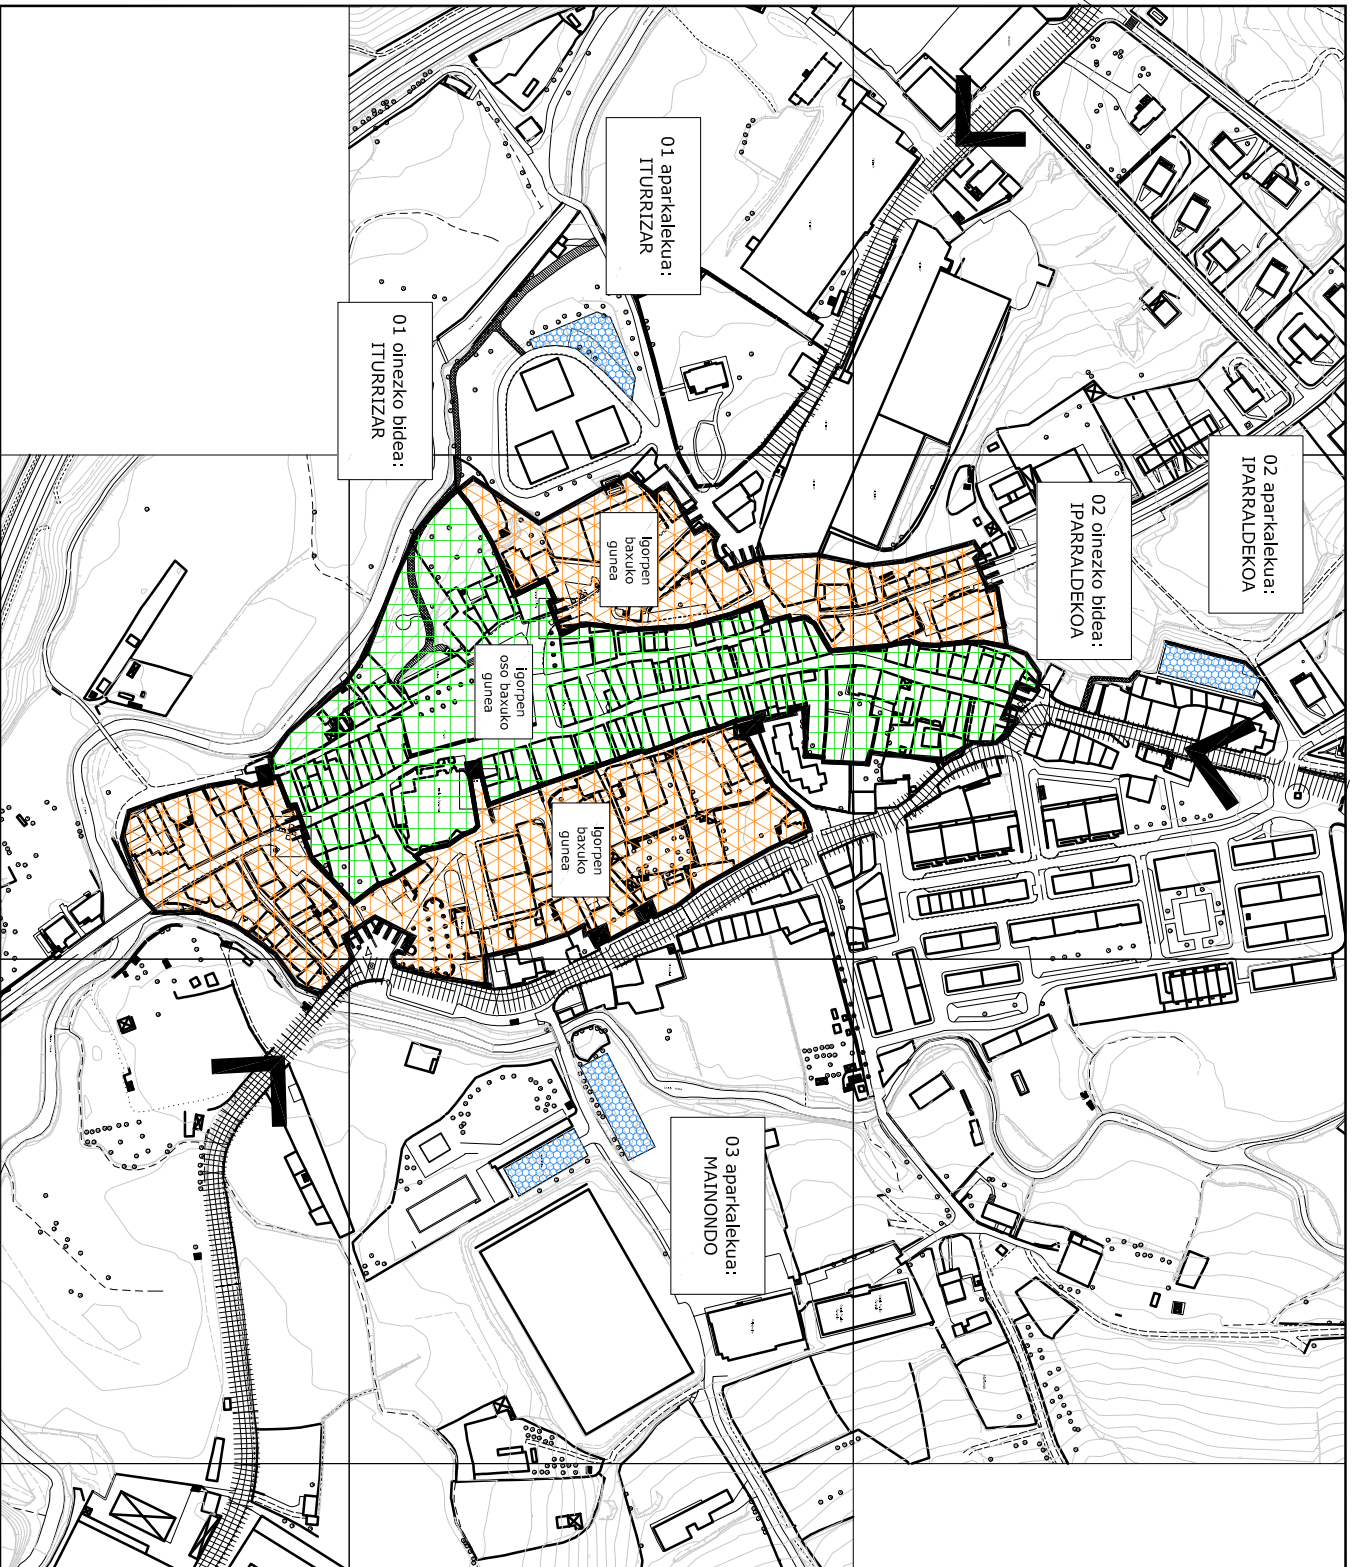 01 aparkalekua:
ITURRIZAR
01 oinezko bidea:
ITURRIZAR
02 aparkalekua:
IPARRALDEKOA
02 oinezko bidea:
IPARRALDEKOA
Igorpen
baxuko
gunea
igorpen
oso baxuko
gunea
Igorpen
baxuko
gunea
03 aparkalekua:
MAINONDO